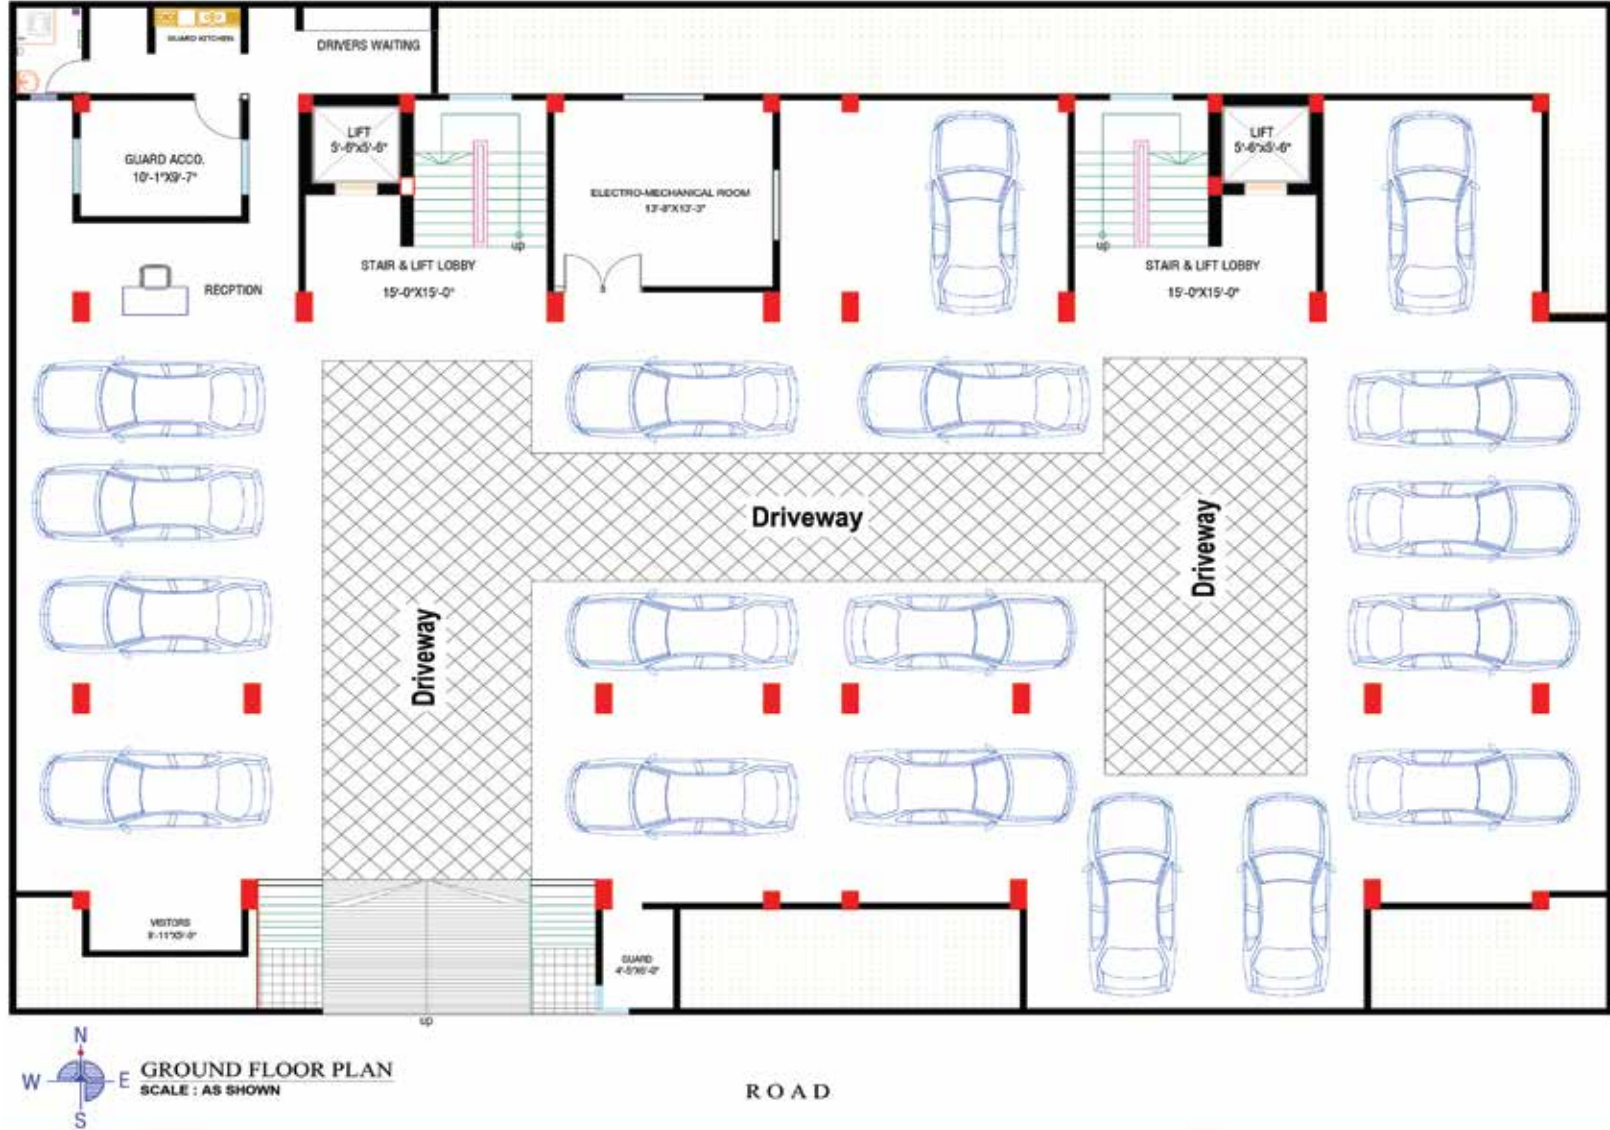 GUARD KITCHEN
DRIVERS WAITING
LIFT
5'-6"x5'-6"
LIFT
5'-6"x5'-6"
GUARD ACCO.
10'-1"X9'-7"
ELECTRO-MECHANICAL ROOM
13'-8"X13'-3"
up
up
STAIR & LIFT LOBBY
15'-0"X15'-0"
STAIR & LIFT LOBBY
15'-0"X15'-0"
RECPTION
Driveway
Driveway
Driveway
VISITORS
GUARD
up
N
W
E
S
GROUND FLOOR PLAN
SCALE : AS SHOWN
ROAD